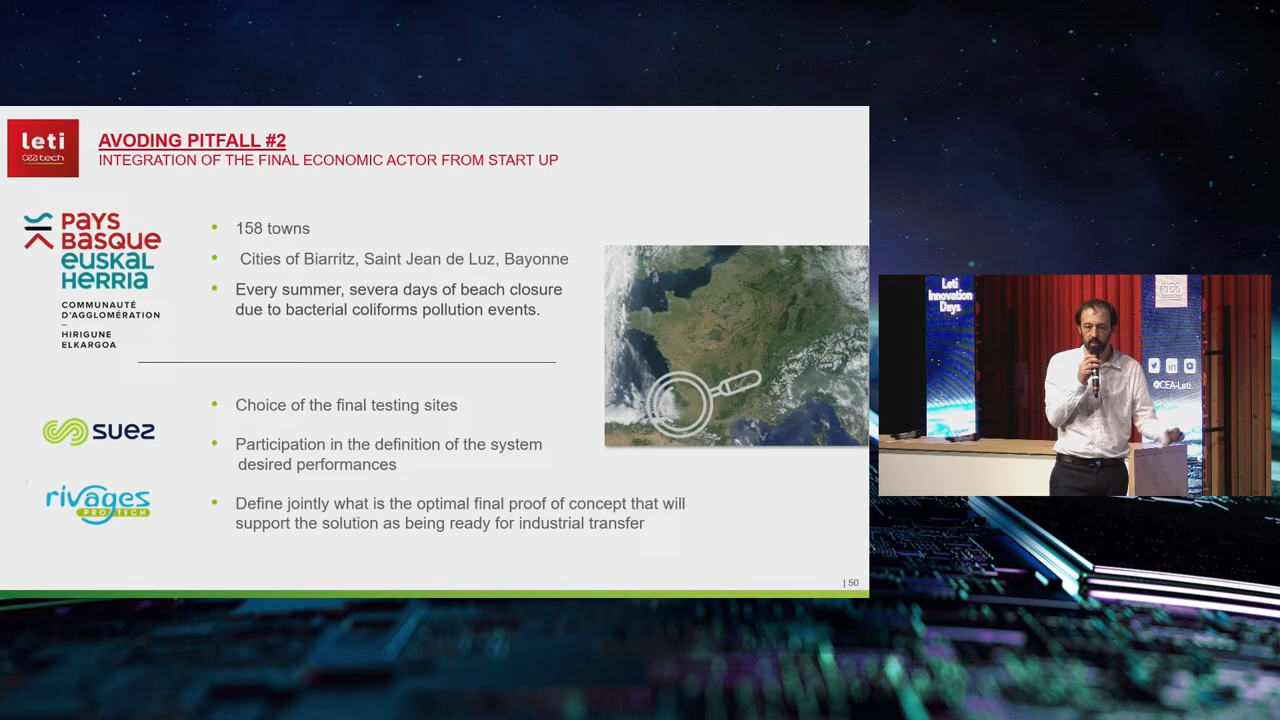 leti
cea tech
AVODING PITFALL #2
INTEGRATION OF THE FINAL ECONOMIC ACTOR FROM START UP
PAYS
BASQUE
EUSKAL
HERRIA
COMMUNAUTÉ
D'AGGLOMÉRATION
–
HIRIGUNE
ELKARGOA
• 158 towns
• Cities of Biarritz, Saint Jean de Luz, Bayonne
• Every summer, severa days of beach closure
due to bacterial coliforms pollution events.
suez
rivages
PRO TECH
• Choice of the final testing sites
• Participation in the definition of the system
desired performances
• Define jointly what is the optimal final proof of concept that will
support the solution as being ready for industrial transfer
| 50
Leti
Innovation
Days
cea
@CEA-Leti